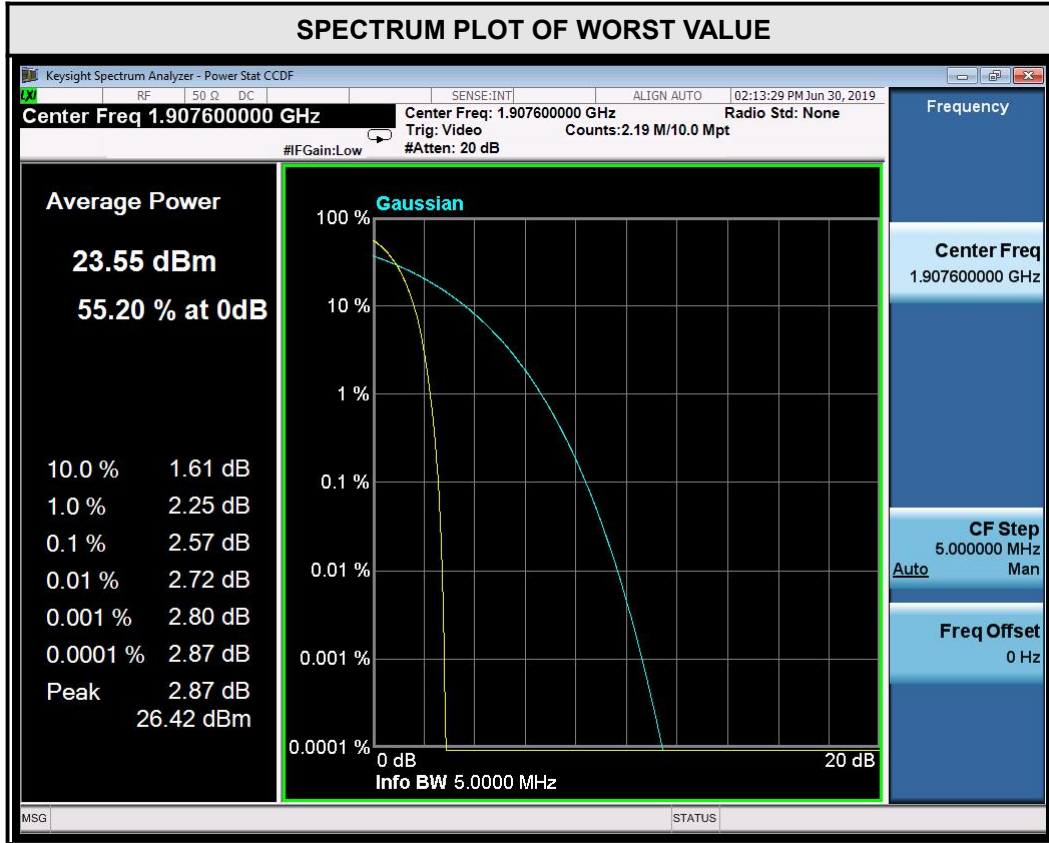 SPECTRUM PLOT OF WORST VALUE
Keysight Spectrum Analyzer - Power Stat CCDF
LXI RF 50 Ω DC SENSE:INT ALIGN AUTO 02:13:29 PM Jun 30, 2019
Center Freq 1.907600000 GHz
#IFGain:Low
Center Freq: 1.907600000 GHz Radio Std: None
Trig: Video Counts:2.19 M/10.0 Mpt
#Atten: 20 dB
Average Power
23.55 dBm
55.20 % at 0dB
10.0 % 1.61 dB
1.0 % 2.25 dB
0.1 % 2.57 dB
0.01 % 2.72 dB
0.001 % 2.80 dB
0.0001 % 2.87 dB
Peak 2.87 dB
26.42 dBm
Gaussian
100 %
10 %
1 %
0.1 %
0.01 %
0.001 %
0.0001 %
0 dB 20 dB
Info BW 5.0000 MHz
Frequency
Center Freq
1.907600000 GHz
CF Step
5.000000 MHz
Auto Man
Freq Offset
0 Hz
MSG STATUS